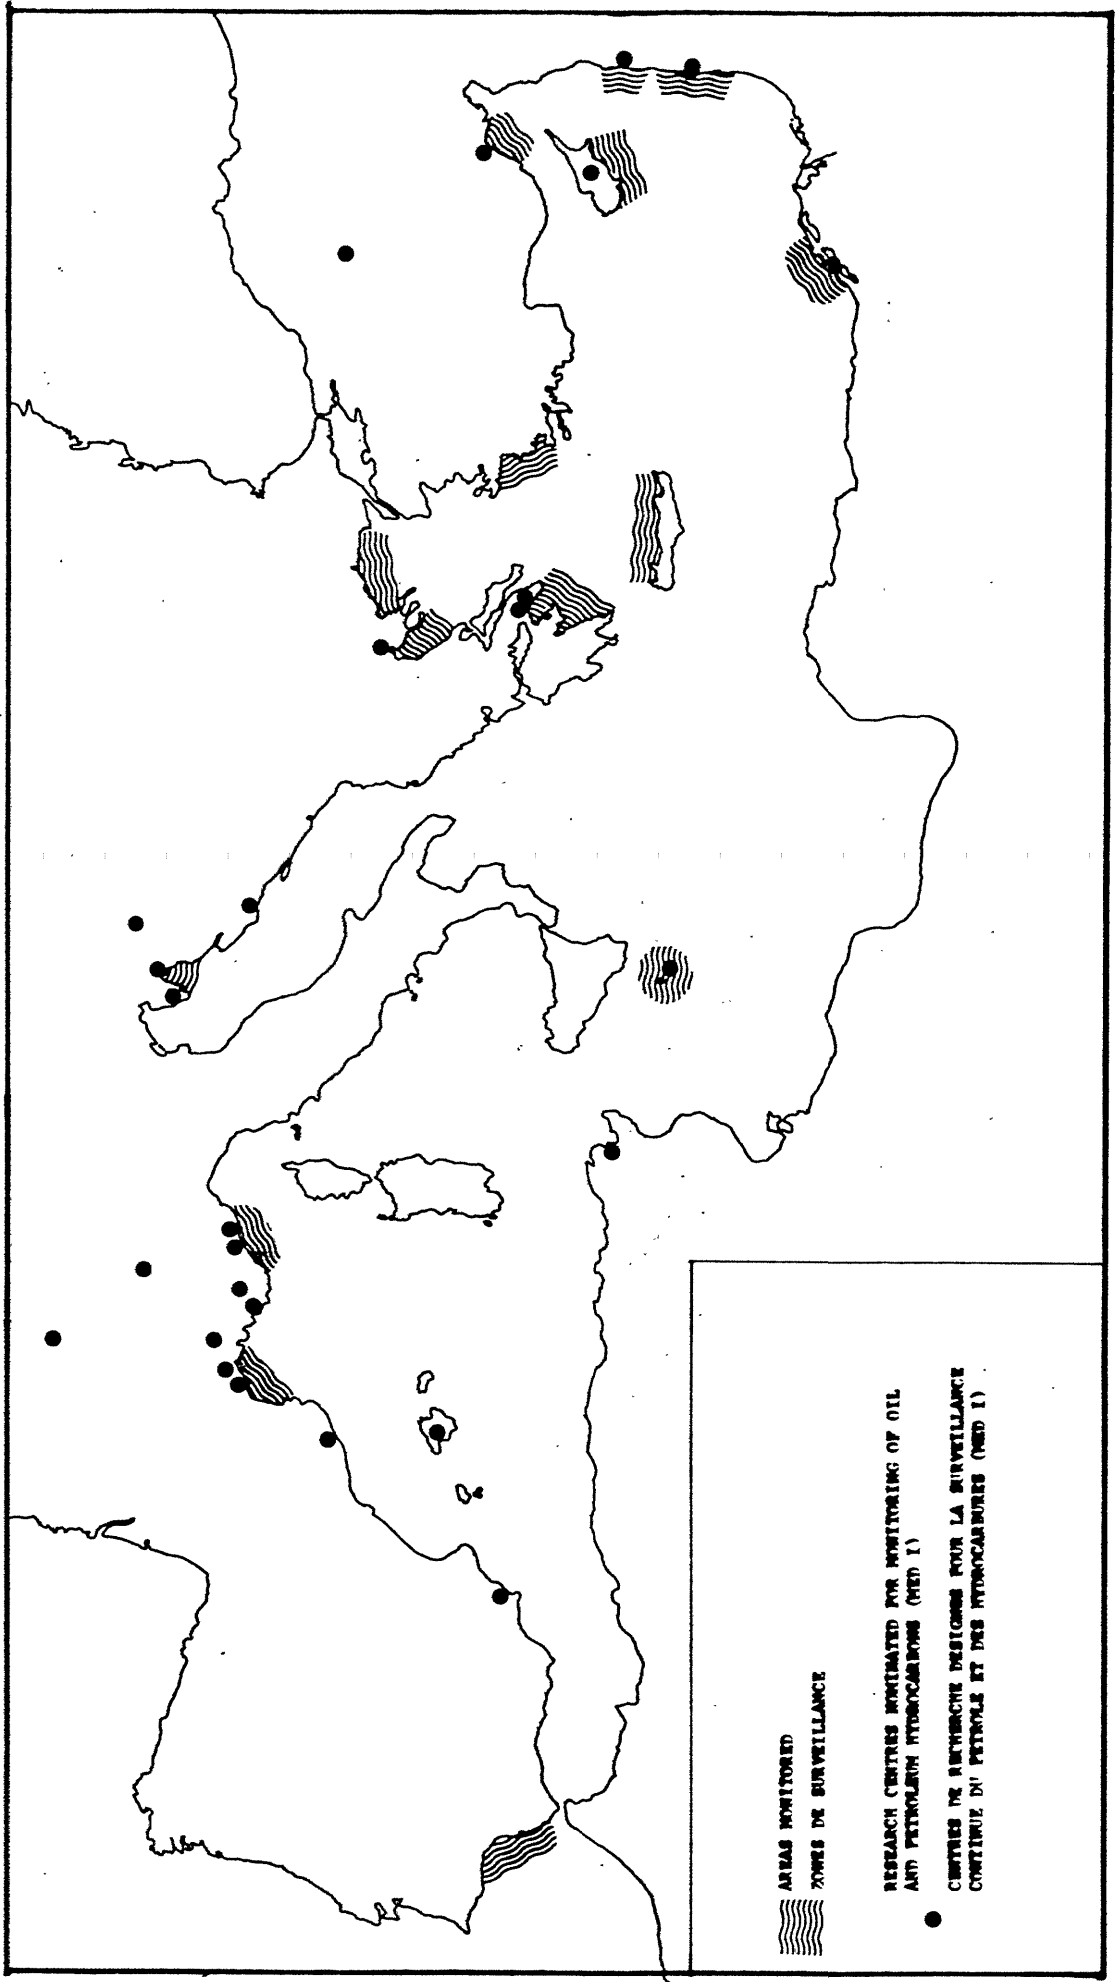 AREAS MONITORED
ZONES DE SURVEILLANCE
RESEARCH CENTRES NOMINATED FOR MONITORING OF OIL
AND PETROLEUM HYDROCARBONS (MED I)
CENTRES DE RECHERCHE DESIGNES POUR LA SURVEILLANCE
CONTINUE DU PETROLE ET DES HYDROCARBURES (MED I)